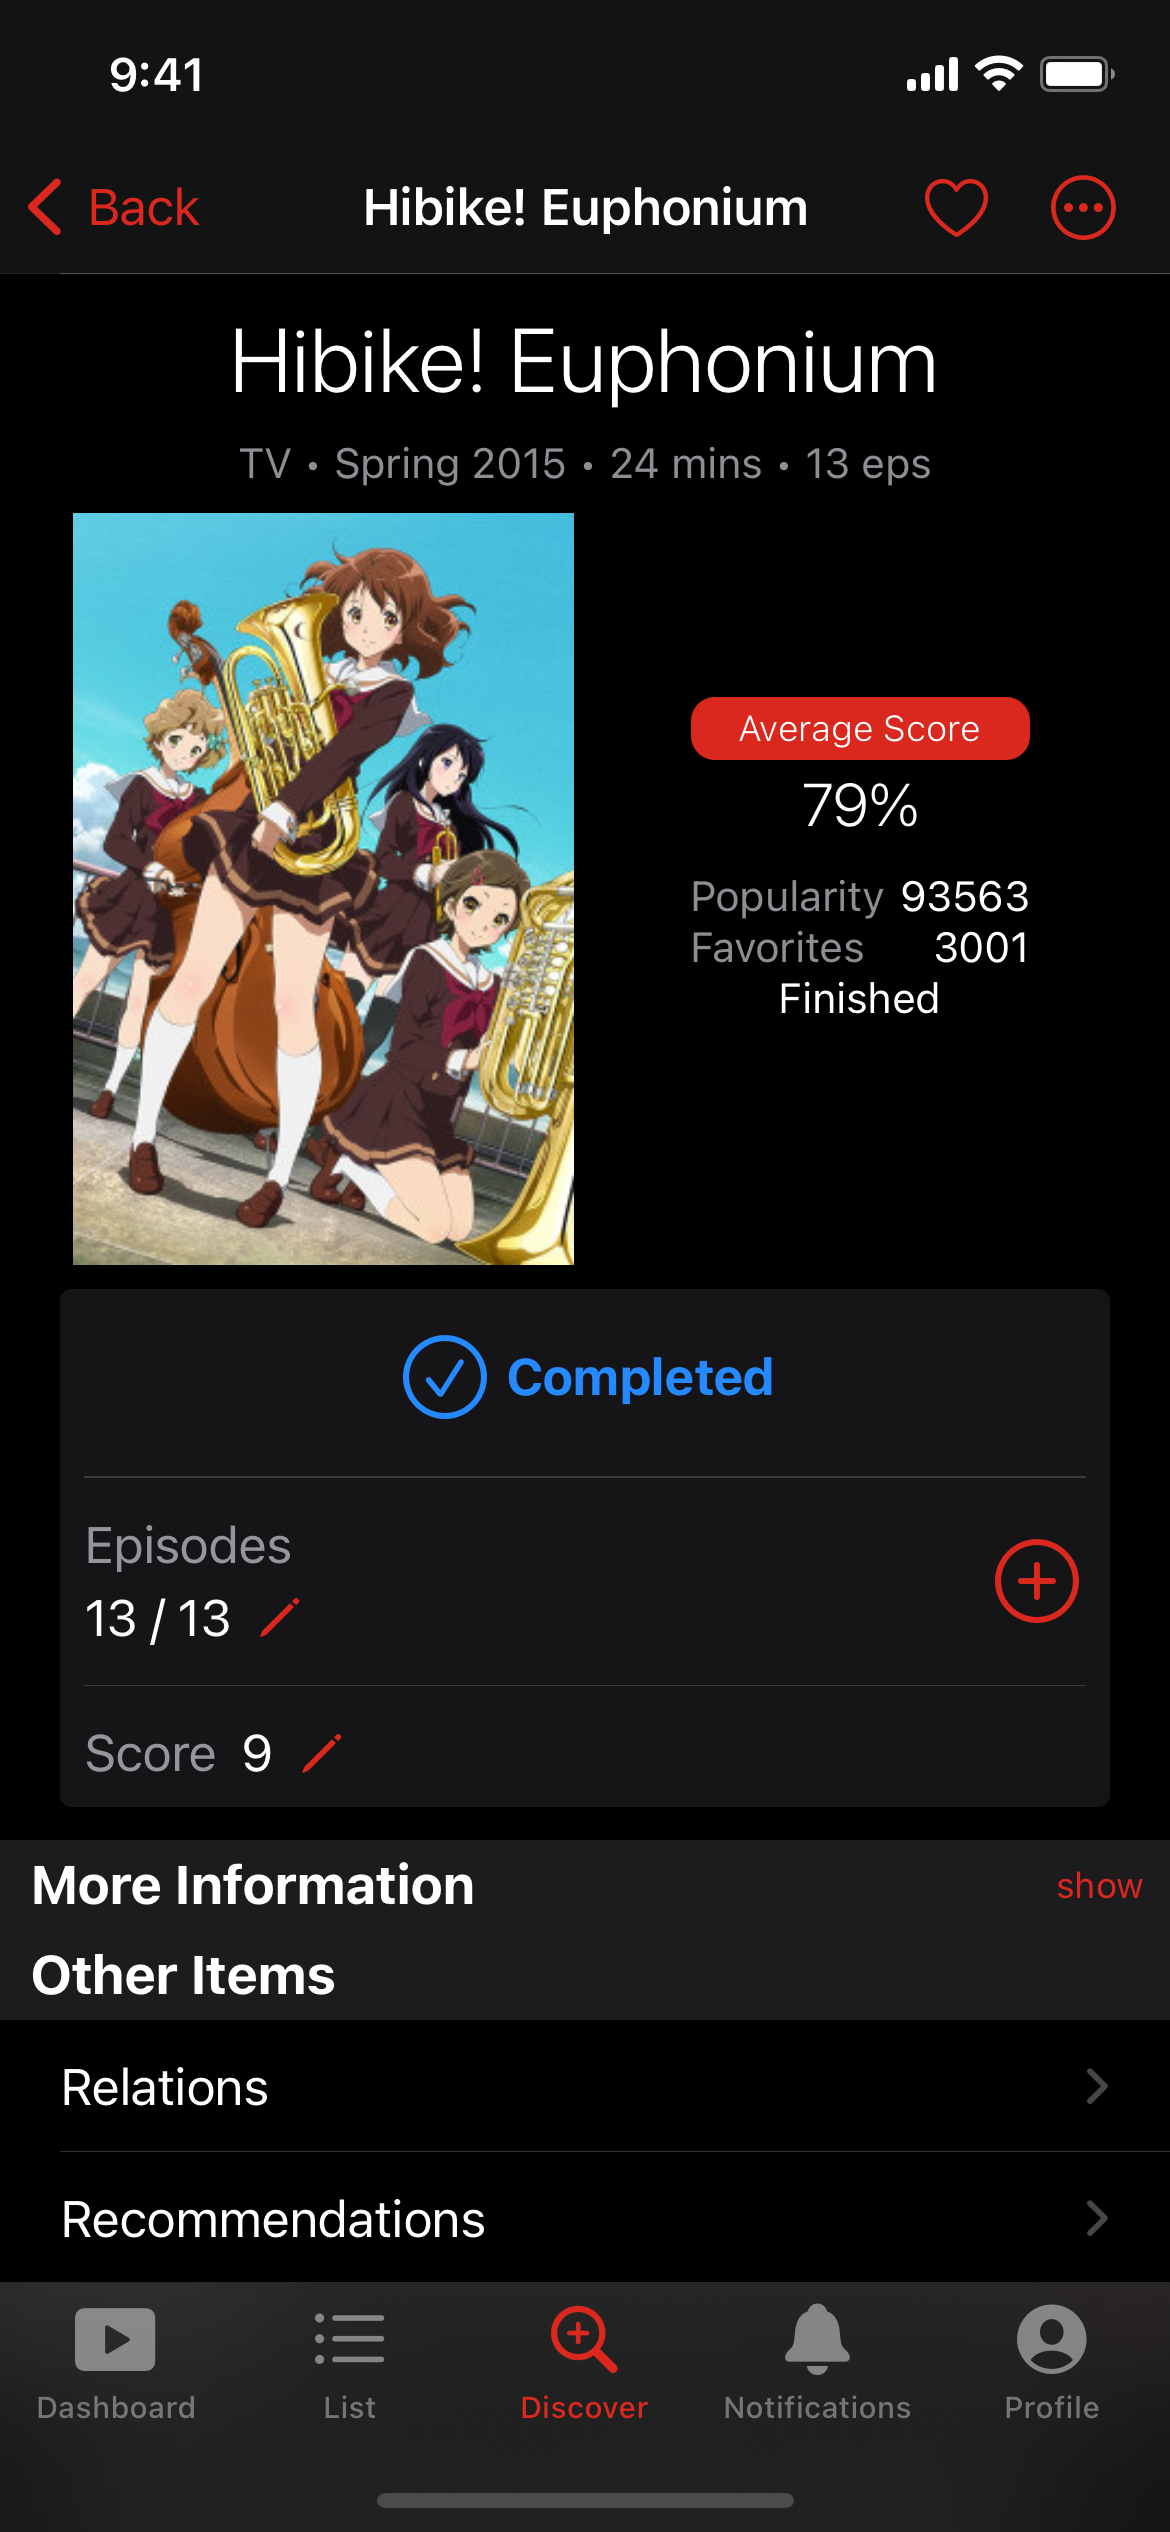 9:41
Back
Hibike! Euphonium
Hibike! Euphonium
TV • Spring 2015 • 24 mins • 13 eps
Average Score
79%
Popularity 93563
Favorites 3001
Finished
Completed
Episodes
13 / 13
Score 9
More Information
show
Other Items
Relations
Recommendations
Dashboard
List
Discover
Notifications
Profile